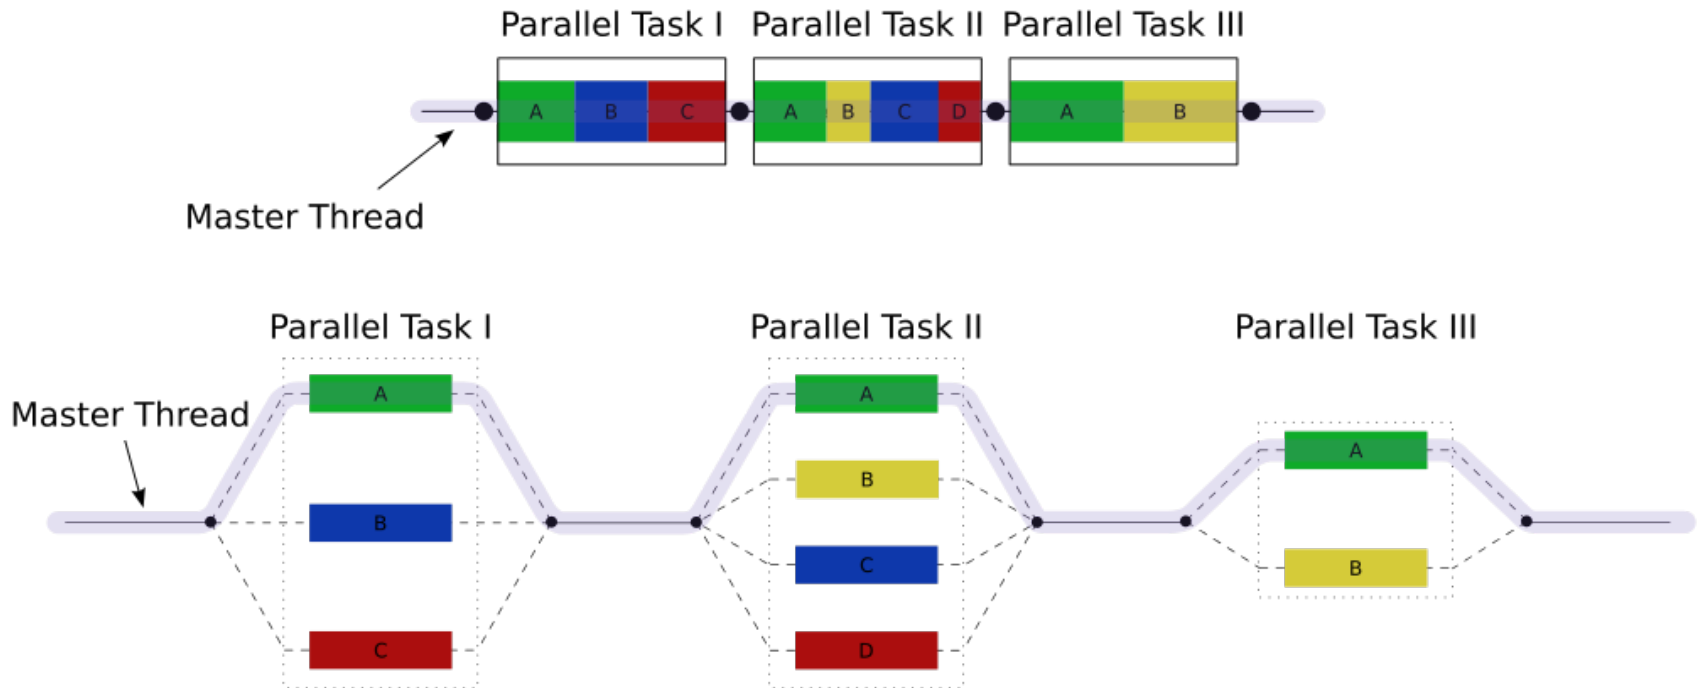 Parallel Task I
Parallel Task II
Parallel Task III
A B C
A B C D
A B
Master Thread
Parallel Task I
Parallel Task II
Parallel Task III
Master Thread
A
B
C
A
B
C
D
A
B